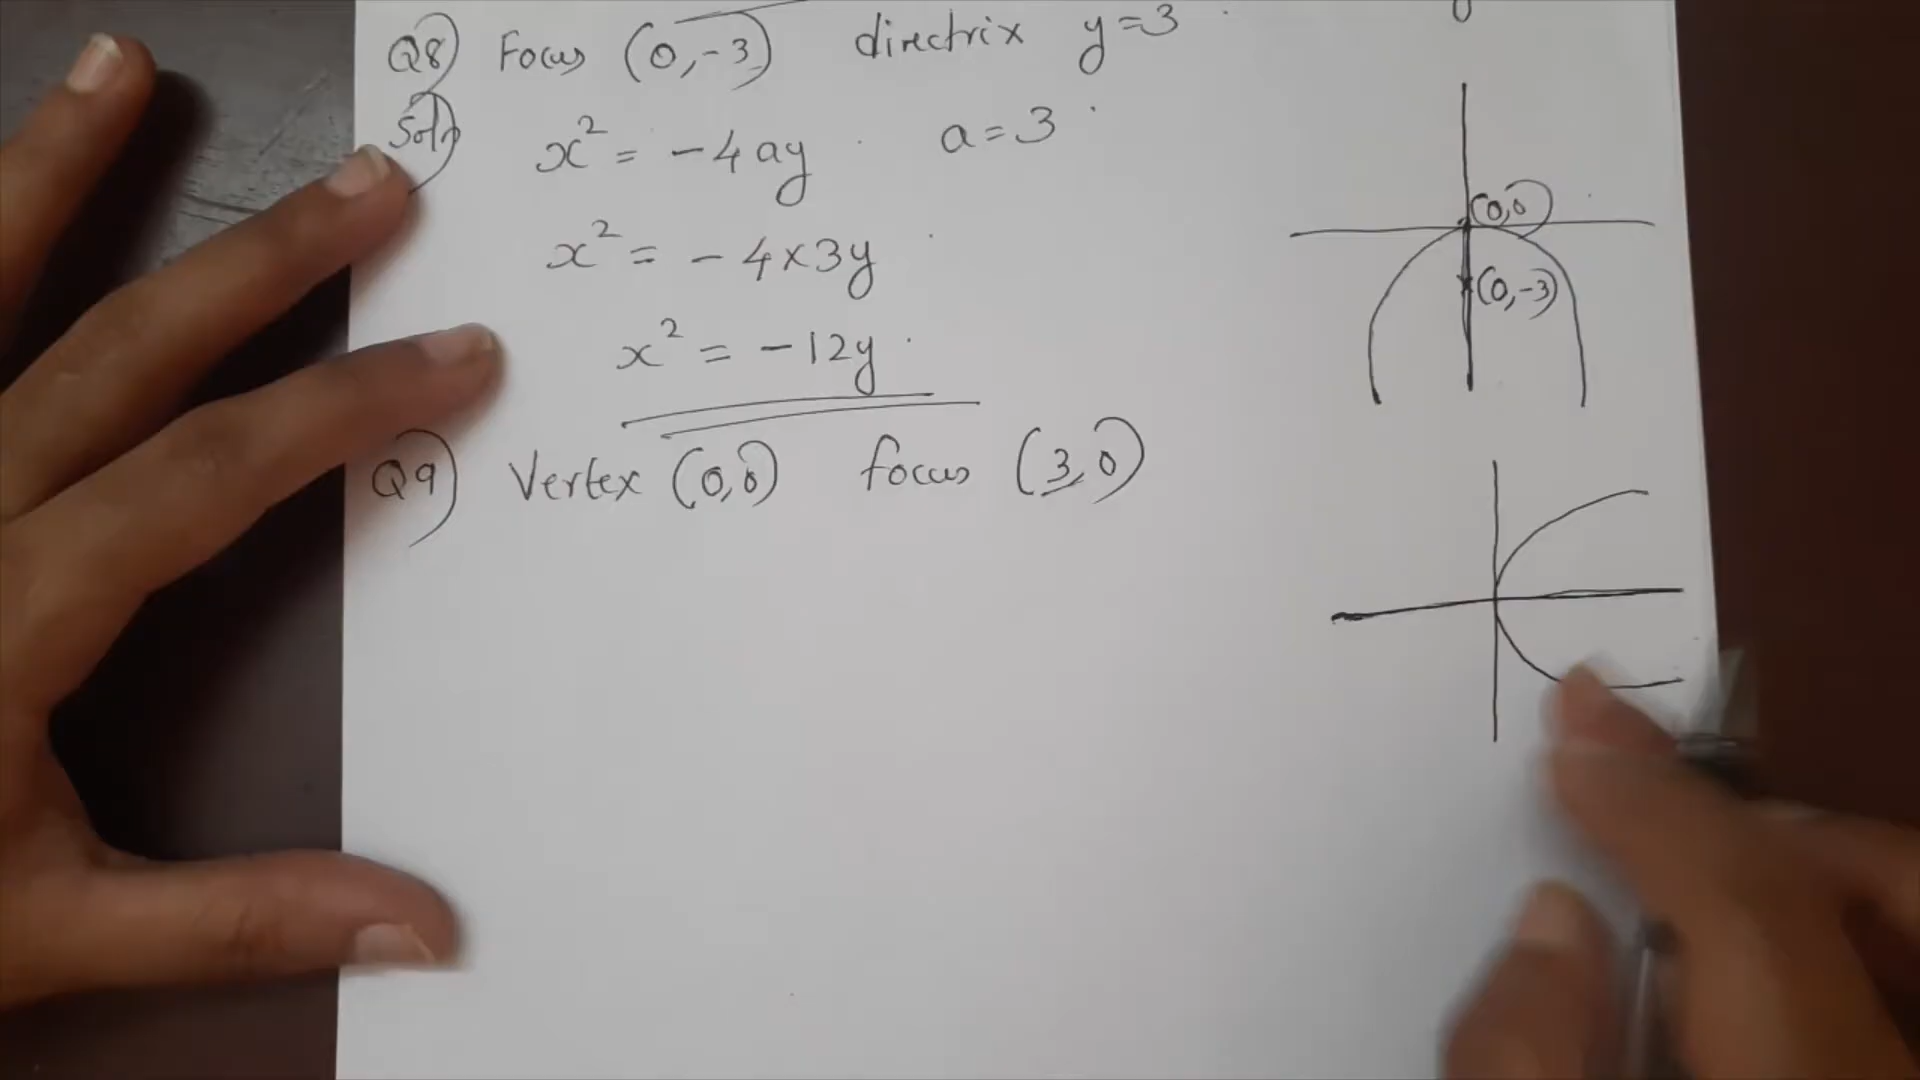 Q8) Focus (0,-3) directrix y=3
Soln x² = -4ay a=3
x² = -4×3y
x² = -12y
(0,0)
(0,-3)
Q9) Vertex (0,0) focus (3,0)